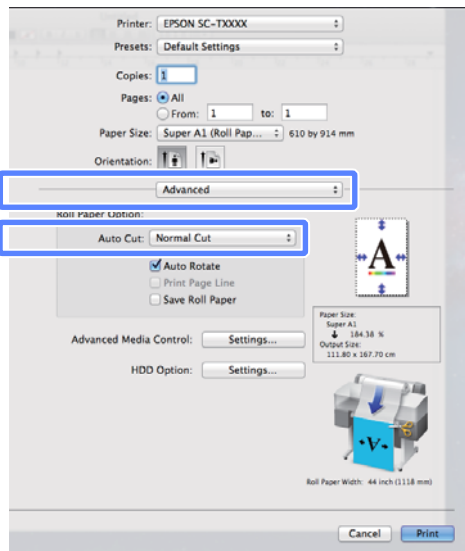 Printer: EPSON SC-TXXXX
Presets: Default Settings
Copies: 1
Pages: All
From: 1 to: 1
Paper Size: Super A1 (Roll Pap... 610 by 914 mm
Orientation:
Advanced
Roll Paper Option:
Auto Cut: Normal Cut
Auto Rotate
Print Page Line
Save Roll Paper
A
Paper Size:
Super A1
184.38 %
Output Size:
111.80 x 167.70 cm
Advanced Media Control: Settings...
HDD Option: Settings...
A
Roll Paper Width: 44 inch (1118 mm)
Cancel Print